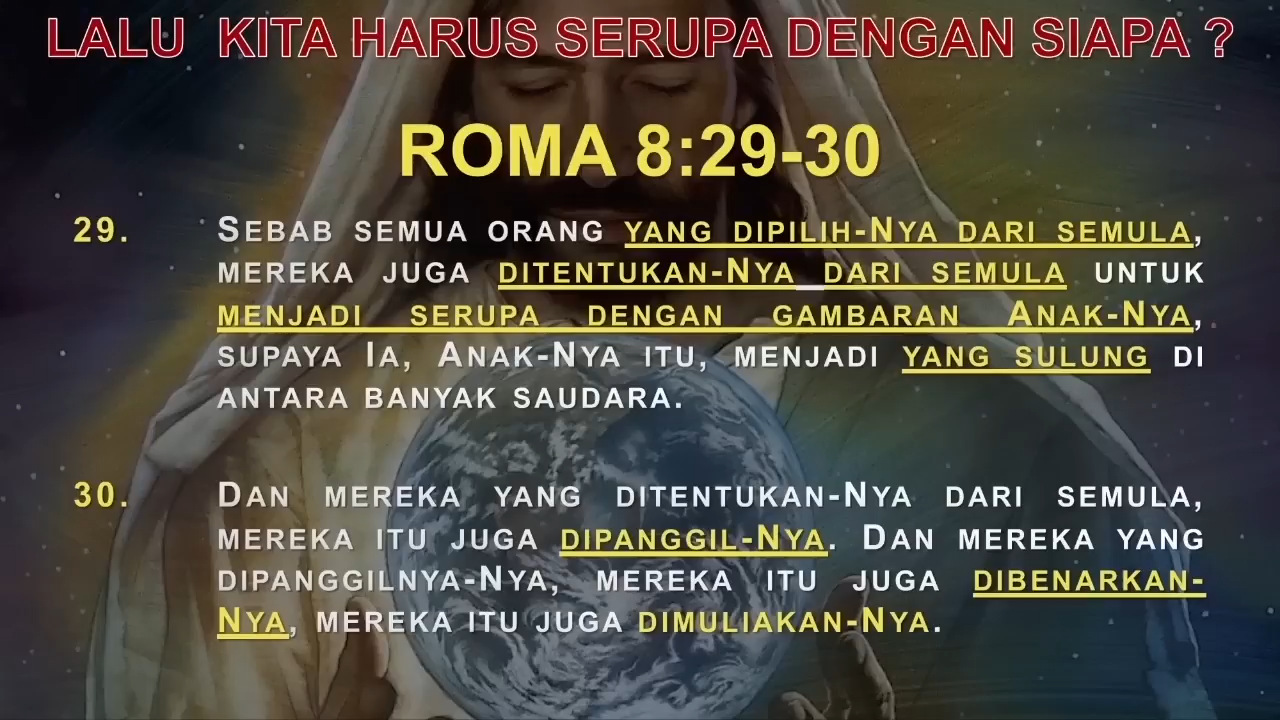 LALU KITA HARUS SERUPA DENGAN SIAPA ?
ROMA 8:29-30
29. SEBAB SEMUA ORANG YANG DIPILIH-NYA DARI SEMULA,
MEREKA JUGA DITENTUKAN-NYA DARI SEMULA UNTUK
MENJADI SERUPA DENGAN GAMBARAN ANAK-NYA,
SUPAYA IA, ANAK-NYA ITU, MENJADI YANG SULUNG DI
ANTARA BANYAK SAUDARA.
30. DAN MEREKA YANG DITENTUKAN-NYA DARI SEMULA,
MEREKA ITU JUGA DIPANGGIL-NYA. DAN MEREKA YANG
DIPANGGILNYA-NYA, MEREKA ITU JUGA DIBENARKAN-
NYA, MEREKA ITU JUGA DIMULIAKAN-NYA.